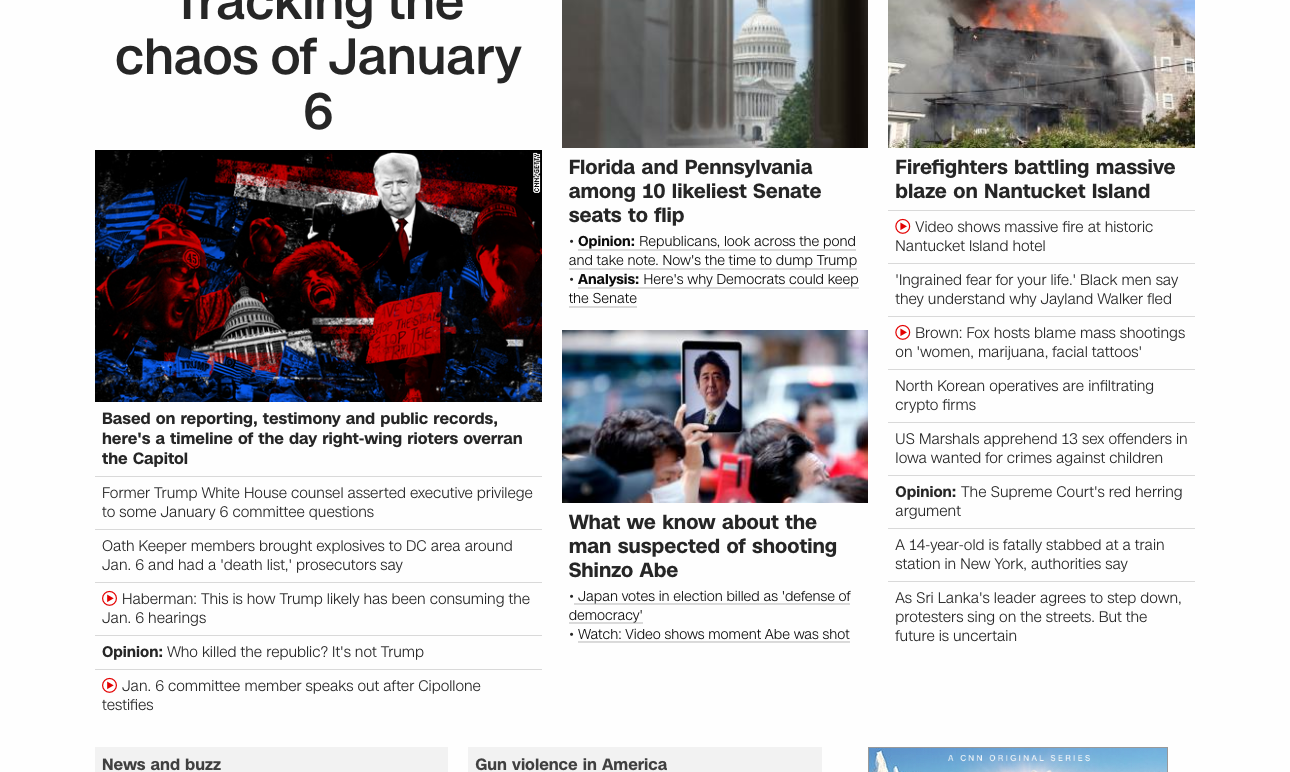 Tracking the
chaos of January
6
CNN/GETTY
TRUMP
Based on reporting, testimony and public records,
here's a timeline of the day right-wing rioters overran
the Capitol
Former Trump White House counsel asserted executive privilege
to some January 6 committee questions
Oath Keeper members brought explosives to DC area around
Jan. 6 and had a 'death list,' prosecutors say
Haberman: This is how Trump likely has been consuming the
Jan. 6 hearings
Opinion: Who killed the republic? It's not Trump
Jan. 6 committee member speaks out after Cipollone
testifies
Florida and Pennsylvania
among 10 likeliest Senate
seats to flip
• Opinion: Republicans, look across the pond
and take note. Now's the time to dump Trump
• Analysis: Here's why Democrats could keep
the Senate
What we know about the
man suspected of shooting
Shinzo Abe
• Japan votes in election billed as 'defense of
democracy'
• Watch: Video shows moment Abe was shot
Firefighters battling massive
blaze on Nantucket Island
Video shows massive fire at historic
Nantucket Island hotel
'Ingrained fear for your life.' Black men say
they understand why Jayland Walker fled
Brown: Fox hosts blame mass shootings
on 'women, marijuana, facial tattoos'
North Korean operatives are infiltrating
crypto firms
US Marshals apprehend 13 sex offenders in
Iowa wanted for crimes against children
Opinion: The Supreme Court's red herring
argument
A 14-year-old is fatally stabbed at a train
station in New York, authorities say
As Sri Lanka's leader agrees to step down,
protesters sing on the streets. But the
future is uncertain
News and buzz
Gun violence in America
A CNN ORIGINAL SERIES